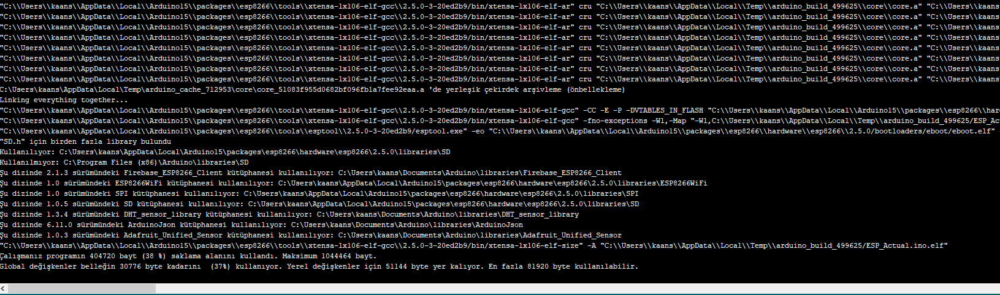 "C:\\Users\\kaans\\AppData\\Local\\Arduino15\\packages\\esp8266\\tools\\xtensa-lx106-elf-gcc\\2.5.0-3-20ed2b9/bin/xtensa-lx106-elf-ar" cru "C:\\Users\\kaans\\AppData\\Local\\Temp\\arduino_build_499625\\core\\core.a" "C:\\Users\\kaans
"C:\\Users\\kaans\\AppData\\Local\\Arduino15\\packages\\esp8266\\tools\\xtensa-lx106-elf-gcc\\2.5.0-3-20ed2b9/bin/xtensa-lx106-elf-ar" cru "C:\\Users\\kaans\\AppData\\Local\\Temp\\arduino_build_499625\\core\\core.a" "C:\\Users\\kaans
"C:\\Users\\kaans\\AppData\\Local\\Arduino15\\packages\\esp8266\\tools\\xtensa-lx106-elf-gcc\\2.5.0-3-20ed2b9/bin/xtensa-lx106-elf-ar" cru "C:\\Users\\kaans\\AppData\\Local\\Temp\\arduino_build_499625\\core\\core.a" "C:\\Users\\kaans
"C:\\Users\\kaans\\AppData\\Local\\Arduino15\\packages\\esp8266\\tools\\xtensa-lx106-elf-gcc\\2.5.0-3-20ed2b9/bin/xtensa-lx106-elf-ar" cru "C:\\Users\\kaans\\AppData\\Local\\Temp\\arduino_build_499625\\core\\core.a" "C:\\Users\\kaans
"C:\\Users\\kaans\\AppData\\Local\\Arduino15\\packages\\esp8266\\tools\\xtensa-lx106-elf-gcc\\2.5.0-3-20ed2b9/bin/xtensa-lx106-elf-ar" cru "C:\\Users\\kaans\\AppData\\Local\\Temp\\arduino_build_499625\\core\\core.a" "C:\\Users\\kaans
"C:\\Users\\kaans\\AppData\\Local\\Arduino15\\packages\\esp8266\\tools\\xtensa-lx106-elf-gcc\\2.5.0-3-20ed2b9/bin/xtensa-lx106-elf-ar" cru "C:\\Users\\kaans\\AppData\\Local\\Temp\\arduino_build_499625\\core\\core.a" "C:\\Users\\kaans
"C:\\Users\\kaans\\AppData\\Local\\Arduino15\\packages\\esp8266\\tools\\xtensa-lx106-elf-gcc\\2.5.0-3-20ed2b9/bin/xtensa-lx106-elf-ar" cru "C:\\Users\\kaans\\AppData\\Local\\Temp\\arduino_build_499625\\core\\core.a" "C:\\Users\\kaans
"C:\\Users\\kaans\\AppData\\Local\\Arduino15\\packages\\esp8266\\tools\\xtensa-lx106-elf-gcc\\2.5.0-3-20ed2b9/bin/xtensa-lx106-elf-ar" cru "C:\\Users\\kaans\\AppData\\Local\\Temp\\arduino_build_499625\\core\\core.a" "C:\\Users\\kaans
C:\Users\kaans\AppData\Local\Temp\arduino_cache_712953\core\core_51083f955d0682bf096fb1a7fee92eaa.a 'de yerleşik çekirdek arşivleme (önbellekleme)
Linking everything together...
"C:\\Users\\kaans\\AppData\\Local\\Arduino15\\packages\\esp8266\\tools\\xtensa-lx106-elf-gcc\\2.5.0-3-20ed2b9/bin/xtensa-lx106-elf-gcc" -CC -E -P -DVTABLES_IN_FLASH "C:\\Users\\kaans\\AppData\\Local\\Arduino15\\packages\\esp8266\\har
"C:\\Users\\kaans\\AppData\\Local\\Arduino15\\packages\\esp8266\\tools\\xtensa-lx106-elf-gcc\\2.5.0-3-20ed2b9/bin/xtensa-lx106-elf-gcc" -fno-exceptions -Wl,-Map "-Wl,C:\\Users\\kaans\\AppData\\Local\\Temp\\arduino_build_499625/ESP_Ac
"C:\\Users\\kaans\\AppData\\Local\\Arduino15\\packages\\esp8266\\tools\\esptool\\2.5.0-3-20ed2b9/esptool.exe" -eo "C:\\Users\\kaans\\AppData\\Local\\Arduino15\\packages\\esp8266\\hardware\\esp8266\\2.5.0/bootloaders/eboot/eboot.elf"
"SD.h" için birden fazla library bulundu
Kullanılıyor: C:\Users\kaans\AppData\Local\Arduino15\packages\esp8266\hardware\esp8266\2.5.0\libraries\SD
Kullanılmıyor: C:\Program Files (x86)\Arduino\libraries\SD
Şu dizinde 2.1.3 sürümündeki Firebase_ESP8266_Client kütüphanesi kullanılıyor: C:\Users\kaans\Documents\Arduino\libraries\Firebase_ESP8266_Client
Şu dizinde 1.0 sürümündeki ESP8266WiFi kütüphanesi kullanılıyor: C:\Users\kaans\AppData\Local\Arduino15\packages\esp8266\hardware\esp8266\2.5.0\libraries\ESP8266WiFi
Şu dizinde 1.0 sürümündeki SPI kütüphanesi kullanılıyor: C:\Users\kaans\AppData\Local\Arduino15\packages\esp8266\hardware\esp8266\2.5.0\libraries\SPI
Şu dizinde 1.0.5 sürümündeki SD kütüphanesi kullanılıyor: C:\Users\kaans\AppData\Local\Arduino15\packages\esp8266\hardware\esp8266\2.5.0\libraries\SD
Şu dizinde 1.3.4 sürümündeki DHT_sensor_library kütüphanesi kullanılıyor: C:\Users\kaans\Documents\Arduino\libraries\DHT_sensor_library
Şu dizinde 6.11.0 sürümündeki ArduinoJson kütüphanesi kullanılıyor: C:\Users\kaans\Documents\Arduino\libraries\ArduinoJson
Şu dizinde 1.0.3 sürümündeki Adafruit_Unified_Sensor kütüphanesi kullanılıyor: C:\Users\kaans\Documents\Arduino\libraries\Adafruit_Unified_Sensor
"C:\\Users\\kaans\\AppData\\Local\\Arduino15\\packages\\esp8266\\tools\\xtensa-lx106-elf-gcc\\2.5.0-3-20ed2b9/bin/xtensa-lx106-elf-size" -A "C:\\Users\\kaans\\AppData\\Local\\Temp\\arduino_build_499625/ESP_Actual.ino.elf"
Çalışmanız programın 404720 bayt (38 %) saklama alanını kullandı. Maksimum 1044464 bayt.
Global değişkenler belleğin 30776 byte kadarını  (37%) kullanıyor. Yerel değişkenler için 51144 byte yer kalıyor. En fazla 81920 byte kullanılabilir.